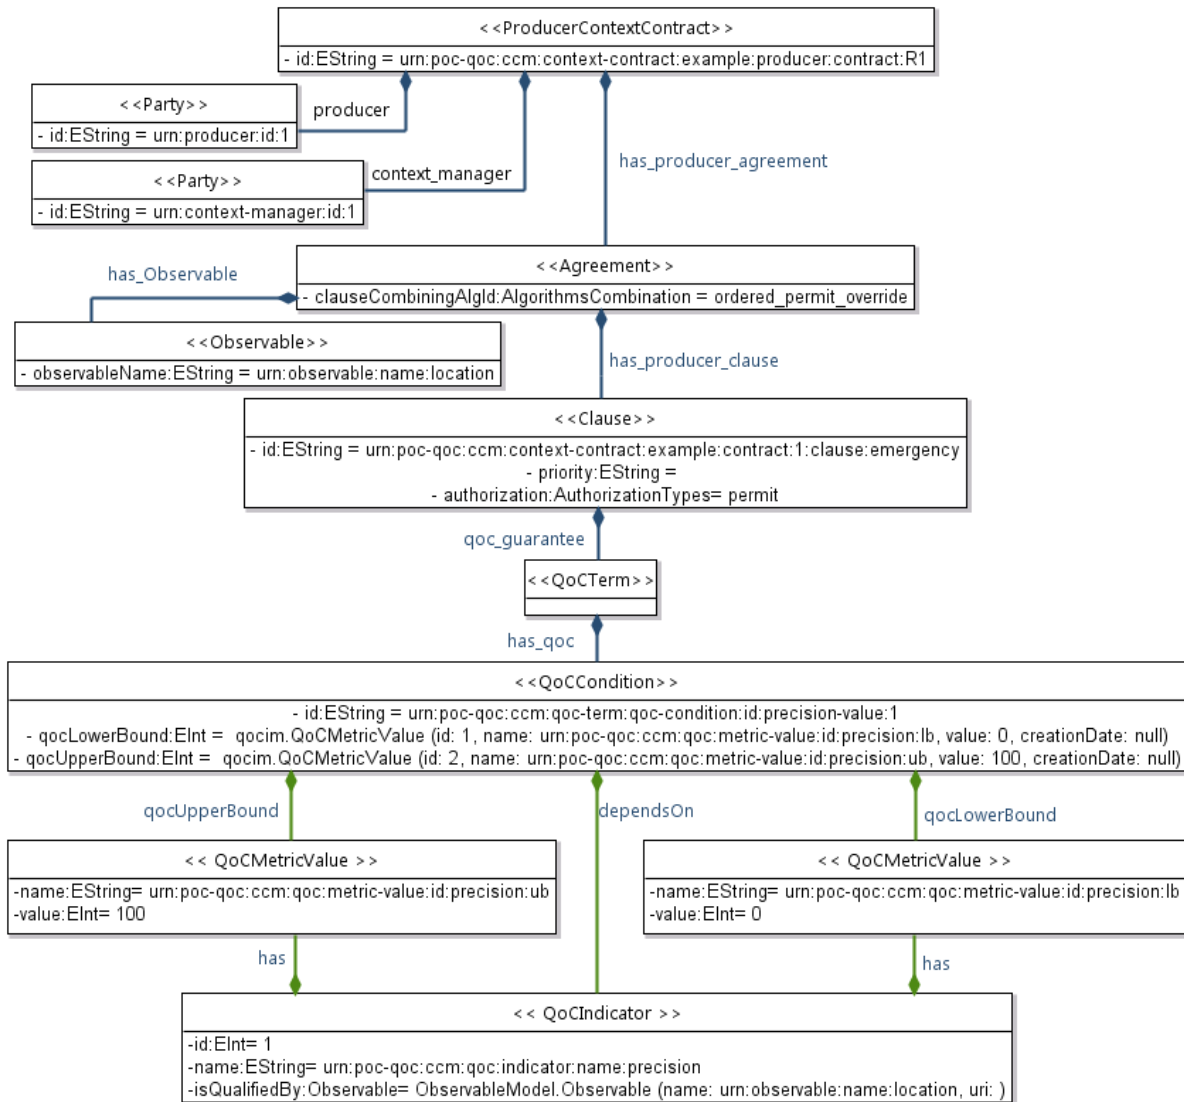 <<ProducerContextContract>>
- id:EString = urn:poc-qoc:ccm:context-contract:example:producer:contract:R1
<<Party>>
- id:EString = urn:producer:id:1
producer
<<Party>>
- id:EString = urn:context-manager:id:1
context_manager
has_producer_agreement
<<Agreement>>
- clauseCombiningAlgId:AlgorithmsCombination = ordered_permit_override
has_Observable
<<Observable>>
- observableName:EString = urn:observable:name:location
has_producer_clause
<<Clause>>
- id:EString = urn:poc-qoc:ccm:context-contract:example:contract:1:clause:emergency
- priority:EString =
- authorization:AuthorizationTypes= permit
qoc_guarantee
<<QoCTerm>>
has_qoc
<<QoCCondition>>
- id:EString = urn:poc-qoc:ccm:qoc-term:qoc-condition:id:precision-value:1
- qocLowerBound:EInt = qocim.QoCMetricValue (id: 1, name: urn:poc-qoc:ccm:qoc:metric-value:id:precision:lb, value: 0, creationDate: null)
- qocUpperBound:EInt = qocim.QoCMetricValue (id: 2, name: urn:poc-qoc:ccm:qoc:metric-value:id:precision:ub, value: 100, creationDate: null)
qocUpperBound
dependsOn
qocLowerBound
<< QoCMetricValue >>
-name:EString= urn:poc-qoc:ccm:qoc:metric-value:id:precision:ub
-value:EInt= 100
<< QoCMetricValue >>
-name:EString= urn:poc-qoc:ccm:qoc:metric-value:id:precision:lb
-value:EInt= 0
has
has
<< QoCIndicator >>
-id:EInt= 1
-name:EString= urn:poc-qoc:ccm:qoc:indicator:name:precision
-isQualifiedBy:Observable= ObservableModel.Observable (name: urn:observable:name:location, uri: )